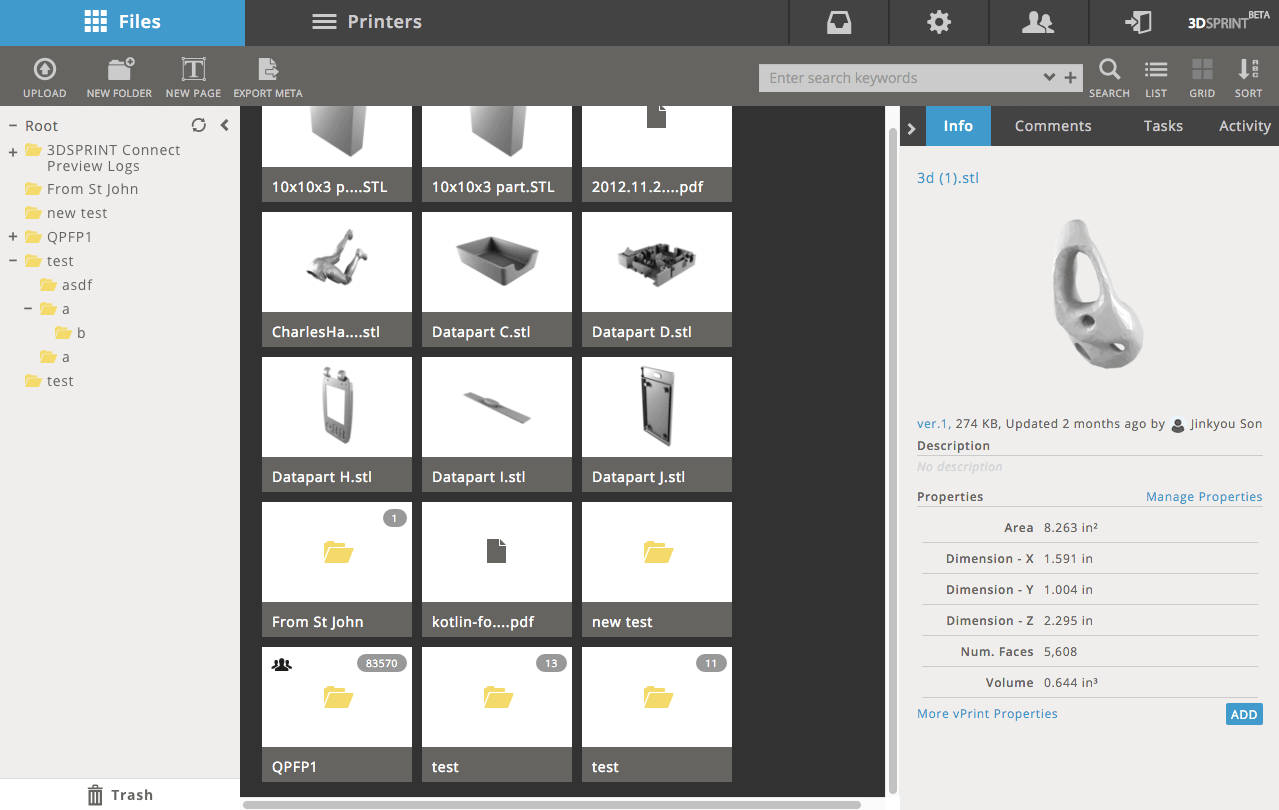 Files
Printers
3DSPRINT BETA
UPLOAD
NEW FOLDER
NEW PAGE
EXPORT META
Enter search keywords
SEARCH
LIST
GRID
SORT
Root
3DSPRINT Connect
Preview Logs
From St John
new test
QPFP1
test
asdf
a
b
a
test
Trash
10x10x3 p....STL
10x10x3 part.STL
2012.11.2....pdf
CharlesHa....stl
Datapart C.stl
Datapart D.stl
Datapart H.stl
Datapart I.stl
Datapart J.stl
1
From St John
kotlin-fo....pdf
new test
83570
13
11
QPFP1
test
test
Info
Comments
Tasks
Activity
3d (1).stl
ver.1, 274 KB, Updated 2 months ago by Jinkyou Son
Description
No description
Properties Manage Properties
Area 8.263 in²
Dimension - X 1.591 in
Dimension - Y 1.004 in
Dimension - Z 2.295 in
Num. Faces 5,608
Volume 0.644 in³
More vPrint Properties ADD